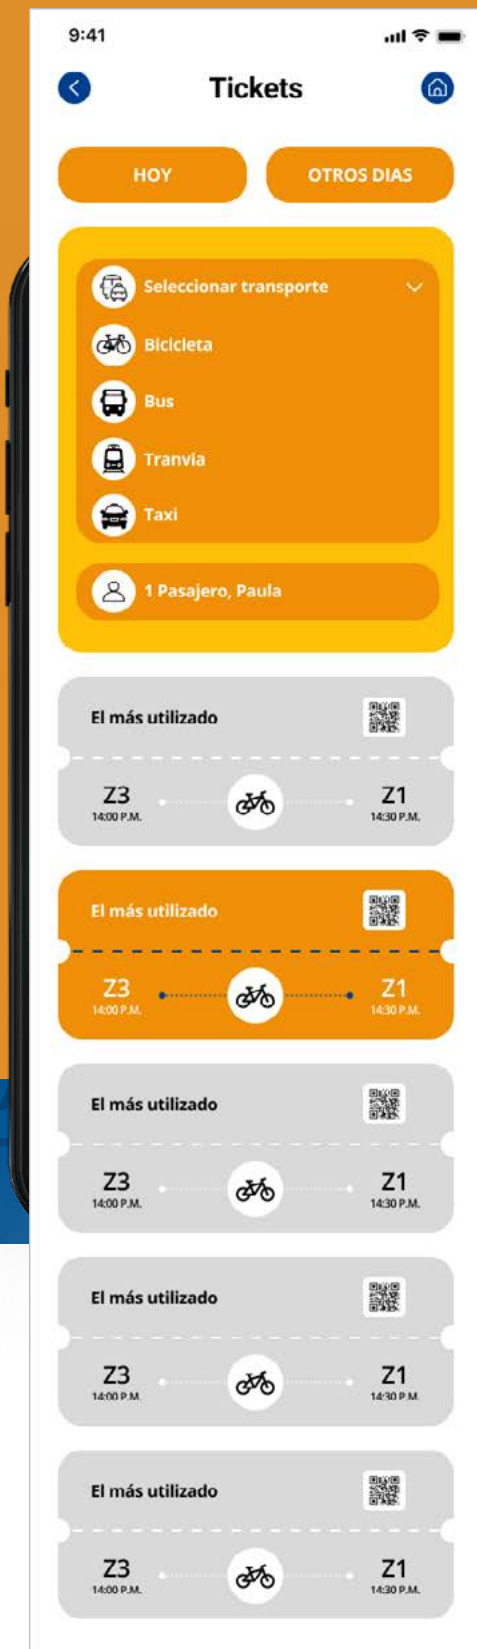 9:41
Tickets
HOY
OTROS DIAS
Seleccionar transporte
Bicicleta
Bus
Tranvia
Taxi
1 Pasajero, Paula
El más utilizado
Z3
Z1
14:00 P.M.
14:30 P.M.
El más utilizado
Z3
Z1
14:00 P.M.
14:30 P.M.
El más utilizado
Z3
Z1
14:00 P.M.
14:30 P.M.
El más utilizado
Z3
Z1
14:00 P.M.
14:30 P.M.
El más utilizado
Z3
Z1
14:00 P.M.
14:30 P.M.